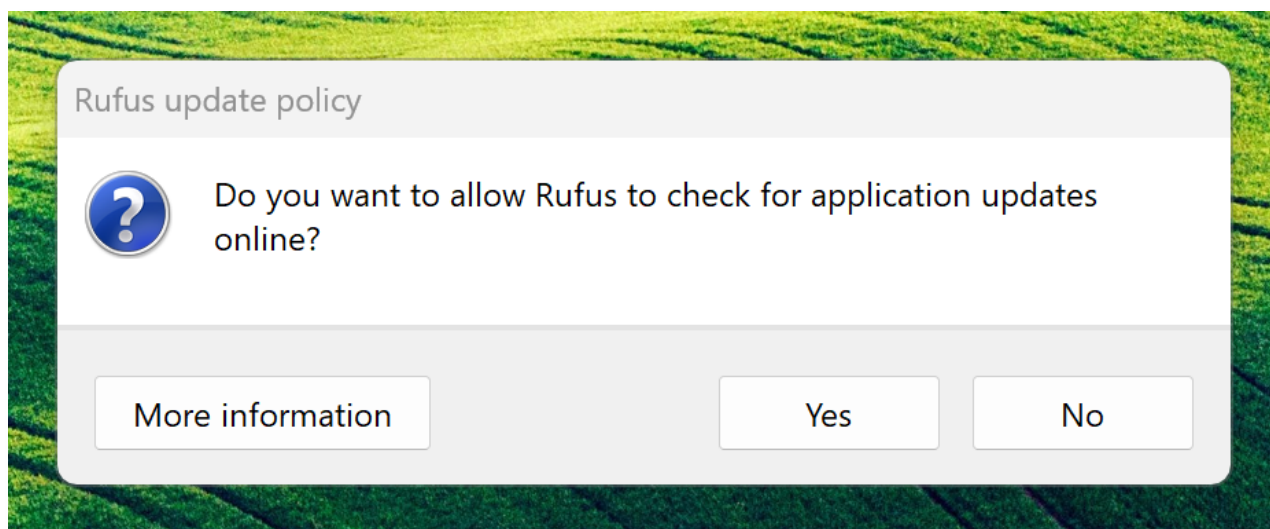 Rufus update policy
Do you want to allow Rufus to check for application updates
online?
More information
Yes
No